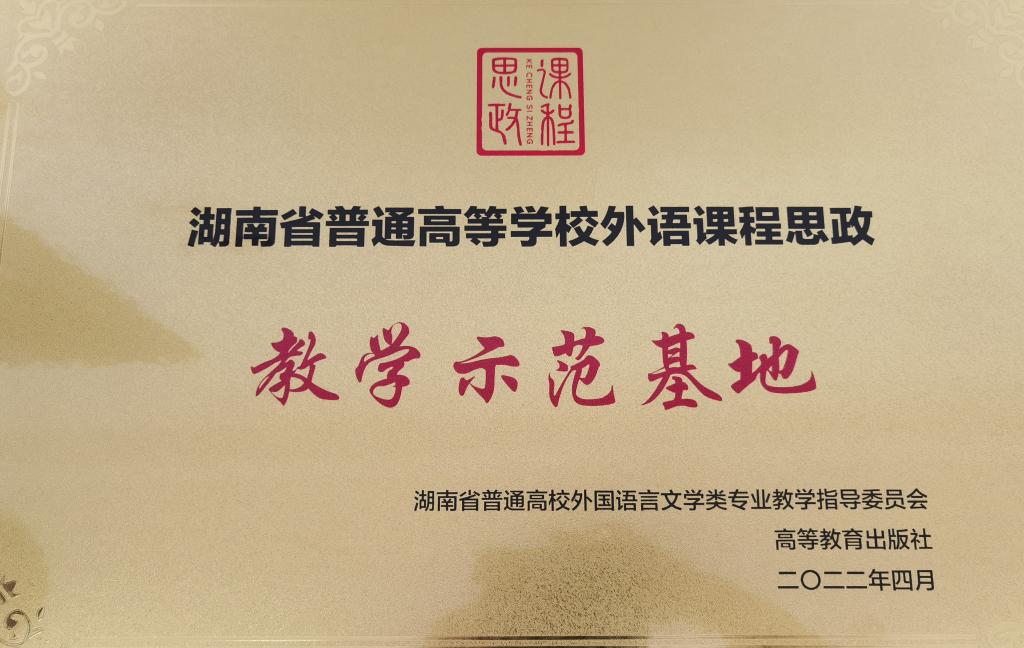 课程
KE CHENG SI ZHENG
思政
湖南省普通高等学校外语课程思政
教学示范基地
湖南省普通高校外国语言文学类专业教学指导委员会
高等教育出版社
二〇二二年四月